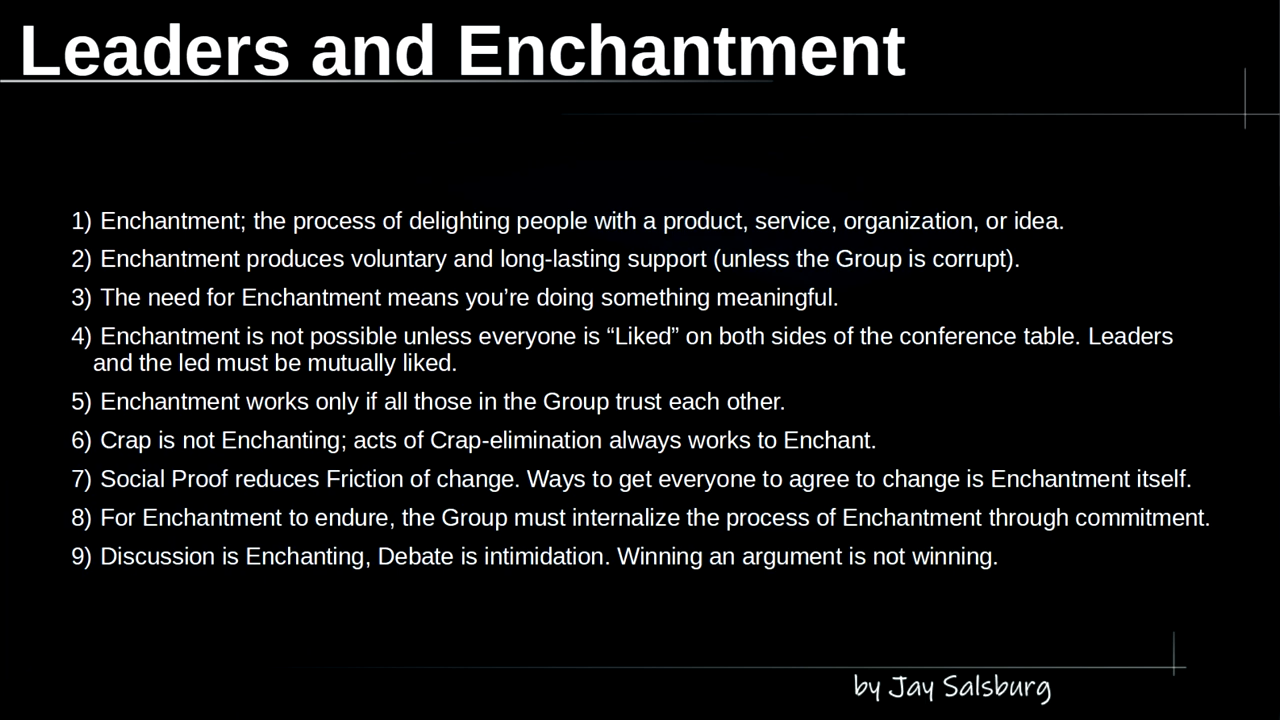 Leaders and Enchantment
1) Enchantment; the process of delighting people with a product, service, organization, or idea.
2) Enchantment produces voluntary and long-lasting support (unless the Group is corrupt).
3) The need for Enchantment means you’re doing something meaningful.
4) Enchantment is not possible unless everyone is “Liked” on both sides of the conference table. Leaders
and the led must be mutually liked.
5) Enchantment works only if all those in the Group trust each other.
6) Crap is not Enchanting; acts of Crap-elimination always works to Enchant.
7) Social Proof reduces Friction of change. Ways to get everyone to agree to change is Enchantment itself.
8) For Enchantment to endure, the Group must internalize the process of Enchantment through commitment.
9) Discussion is Enchanting, Debate is intimidation. Winning an argument is not winning.
by Jay Salsburg